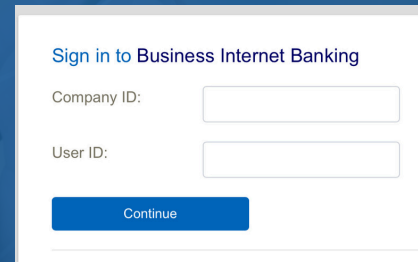 Sign in to Business Internet Banking
Company ID:
User ID:
Continue